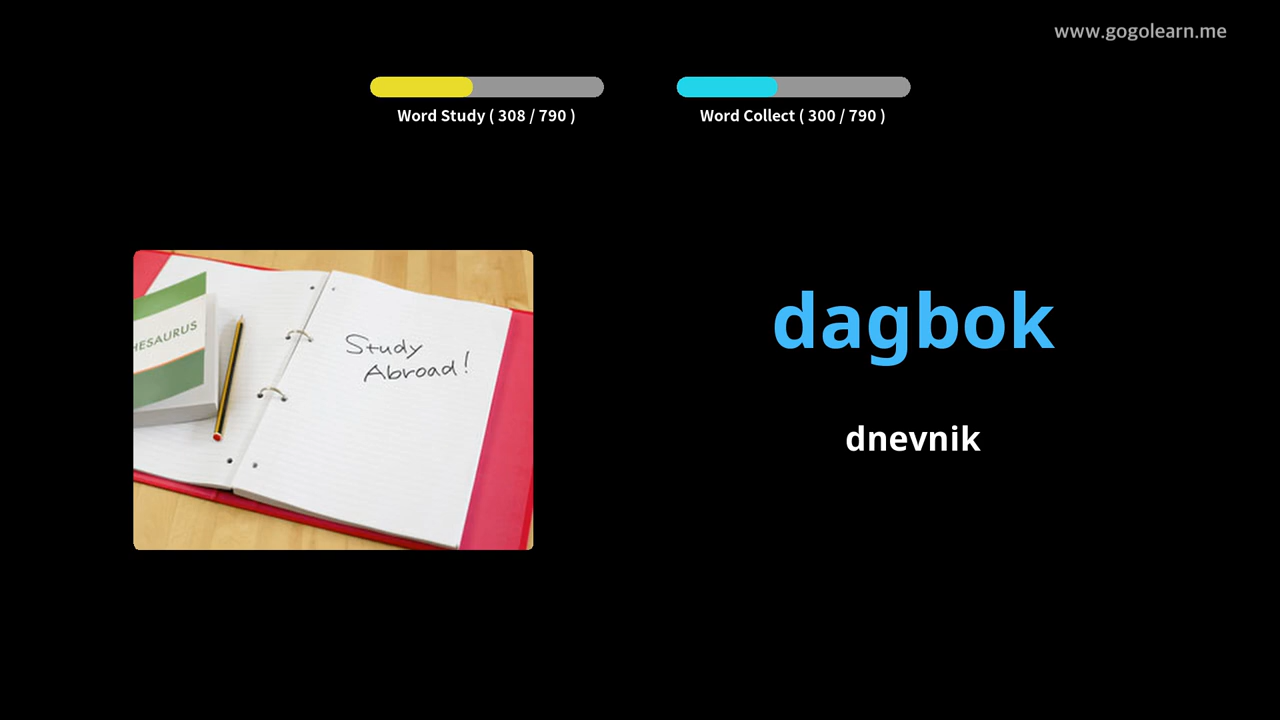 www.gogolearn.me
Word Study ( 308 / 790 )
Word Collect ( 300 / 790 )
HESAURUS
Study
Abroad!
dagbok
dnevnik